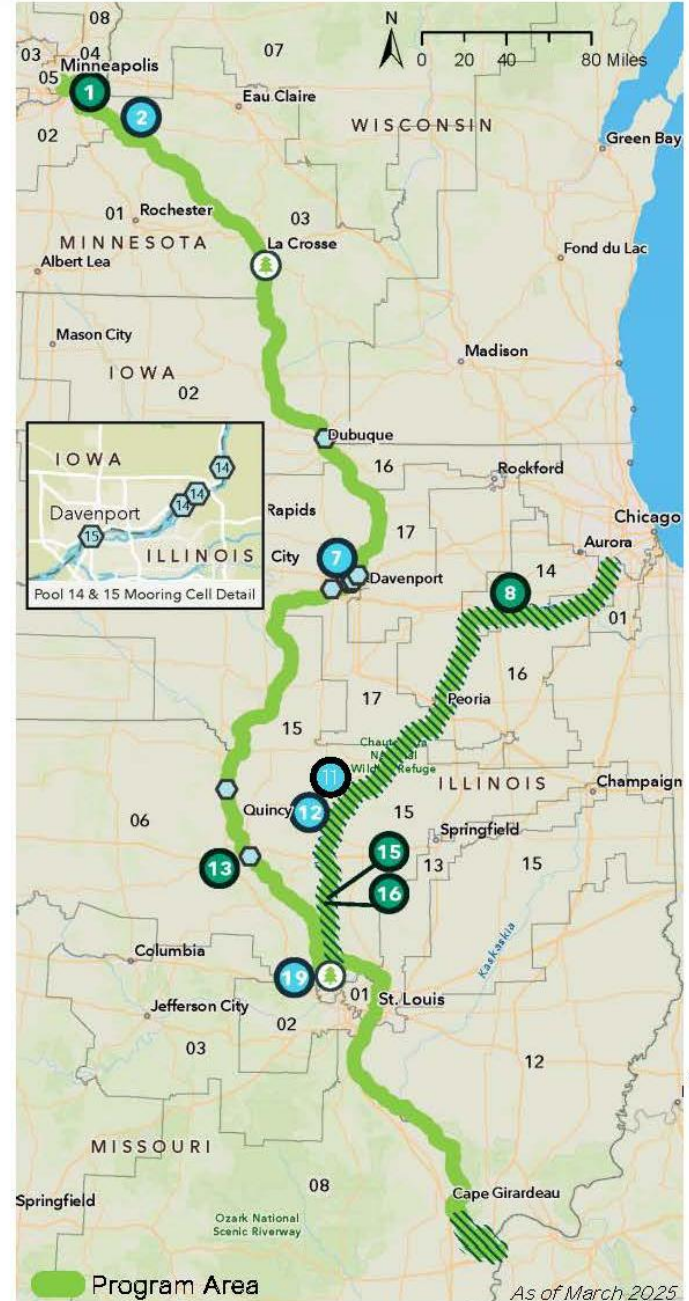 08
03
04
07
N
0 20 40 80 Miles
Minneapolis
05
1
2
Eau Claire
WISCONSIN
Green Bay
02
01
Rochester
03
MINNESOTA
La Crosse
Fond du Lac
Albert Lea
Mason City
Madison
IOWA
02
Dubuque
16
Rockford
IOWA
14
14
14
Davenport
15
ILLINOIS
Pool 14 & 15 Mooring Cell Detail
Rapids
17
Chicago
Aurora
City
7
Davenport
14
8
01
16
Peoria
17
15
National
Wildlife Refuge
11
ILLINOIS
Champaign
Quincy
12
15
06
Springfield
15
13
15
13
16
Kaskaskia
Columbia
19
01
St. Louis
Jefferson City
02
03
12
MISSOURI
08
Springfield
Cape Girardeau
Ozark National
Scenic Riverway
Program Area
As of March 2025